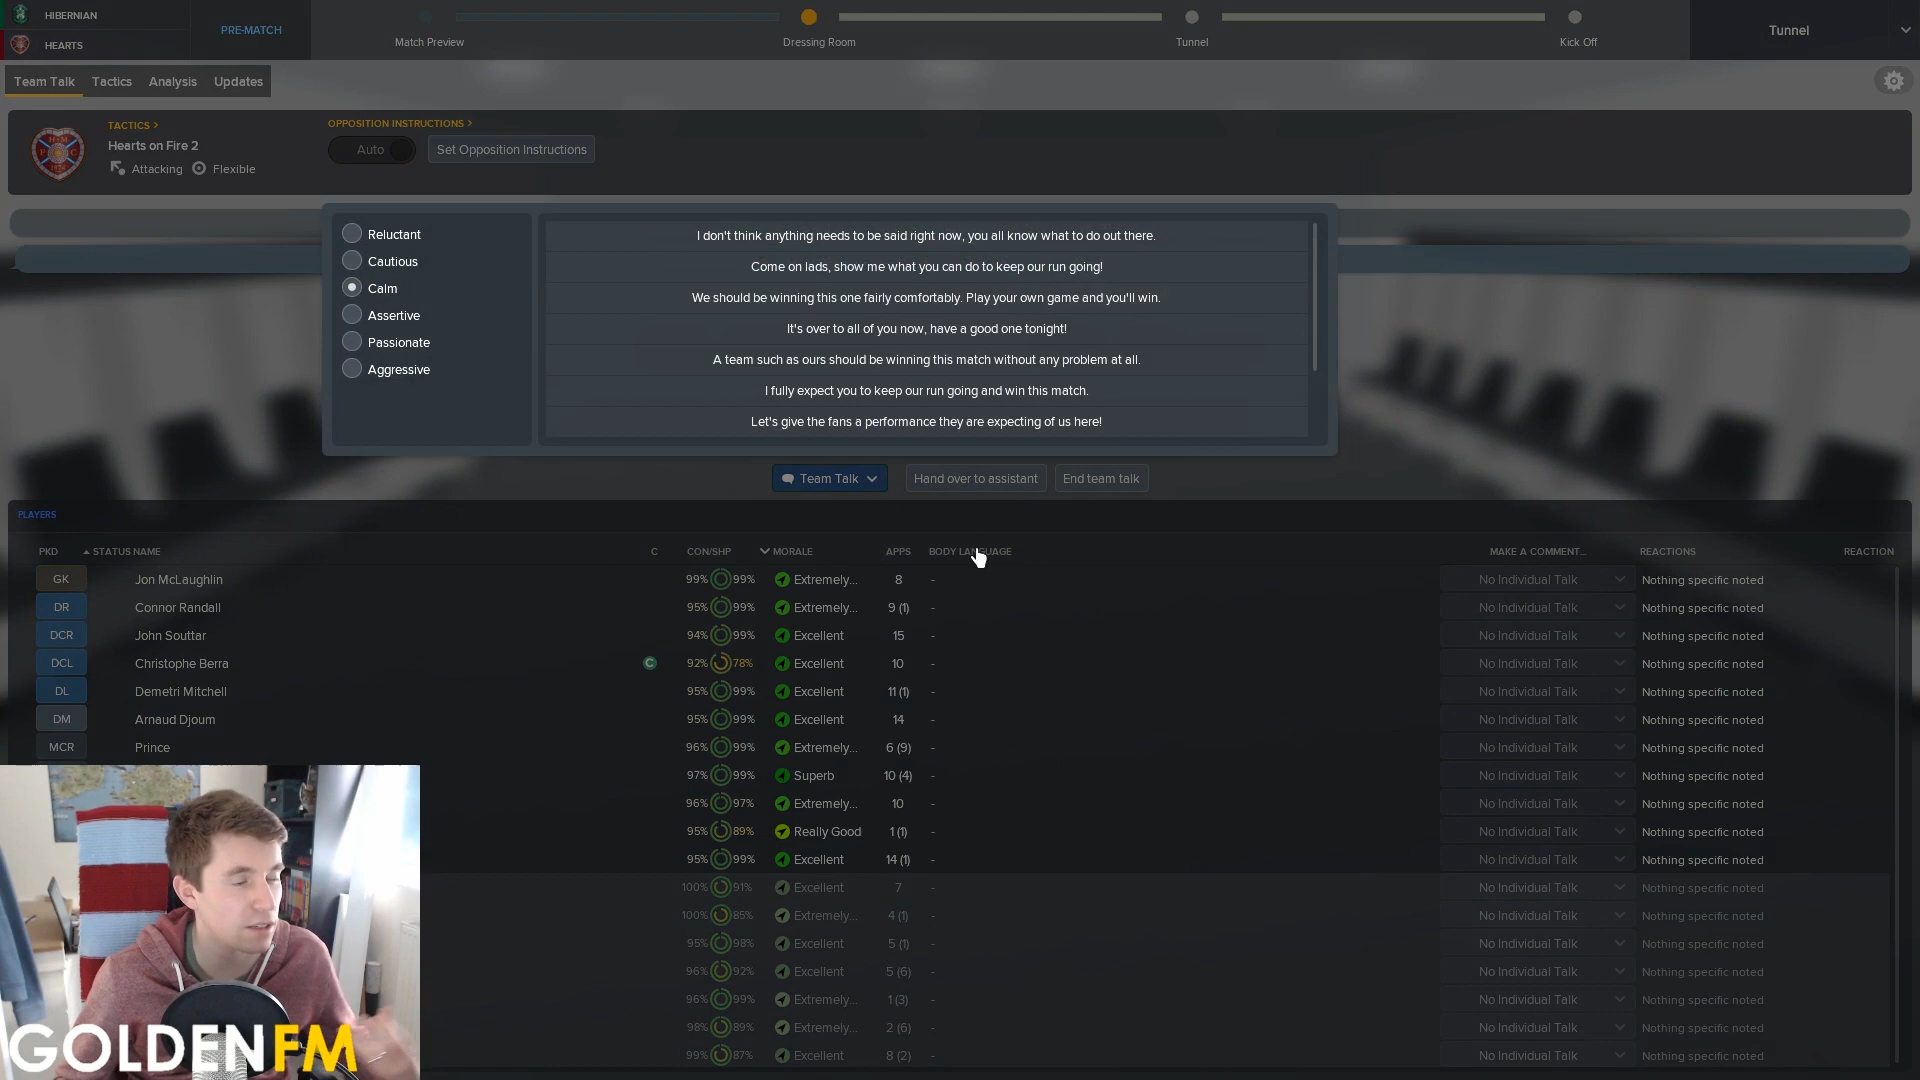 HIBERNIAN
HEARTS
PRE-MATCH
Match Preview
Dressing Room
Tunnel
Kick Off
Tunnel
Team Talk Tactics Analysis Updates
TACTICS >
Hearts on Fire 2
Attacking Flexible
OPPOSITION INSTRUCTIONS >
Auto Set Opposition Instructions
Reluctant
Cautious
Calm
Assertive
Passionate
Aggressive
I don't think anything needs to be said right now, you all know what to do out there.
Come on lads, show me what you can do to keep our run going!
We should be winning this one fairly comfortably. Play your own game and you'll win.
It's over to all of you now, have a good one tonight!
A team such as ours should be winning this match without any problem at all.
I fully expect you to keep our run going and win this match.
Let's give the fans a performance they are expecting of us here!
Team Talk Hand over to assistant End team talk
PLAYERS
PKD STATUS NAME C CON/SHP MORALE APPS BODY LANGUAGE MAKE A COMMENT... REACTIONS REACTION
GK Jon McLaughlin 99% 99% Extremely... 8 - No Individual Talk Nothing specific noted
DR Connor Randall 95% 99% Extremely... 9 (1) - No Individual Talk Nothing specific noted
DCR John Souttar 94% 99% Excellent 15 - No Individual Talk Nothing specific noted
DCL Christophe Berra C 92% 78% Excellent 10 - No Individual Talk Nothing specific noted
DL Demetri Mitchell 95% 99% Excellent 11 (1) - No Individual Talk Nothing specific noted
DM Arnaud Djoum 95% 99% Excellent 14 - No Individual Talk Nothing specific noted
MCR Prince 96% 99% Extremely... 6 (9) - No Individual Talk Nothing specific noted
97% 99% Superb 10 (4) - No Individual Talk Nothing specific noted
96% 97% Extremely... 10 - No Individual Talk Nothing specific noted
95% 89% Really Good 1 (1) - No Individual Talk Nothing specific noted
95% 99% Excellent 14 (1) - No Individual Talk Nothing specific noted
100% 91% Excellent 7 - No Individual Talk Nothing specific noted
100% 85% Extremely... 4 (1) - No Individual Talk Nothing specific noted
95% 98% Excellent 5 (1) - No Individual Talk Nothing specific noted
96% 92% Excellent 5 (6) - No Individual Talk Nothing specific noted
96% 99% Extremely... 1 (3) - No Individual Talk Nothing specific noted
98% 89% Extremely... 2 (6) - No Individual Talk Nothing specific noted
99% 87% Excellent 8 (2) - No Individual Talk Nothing specific noted
GOLDENFM